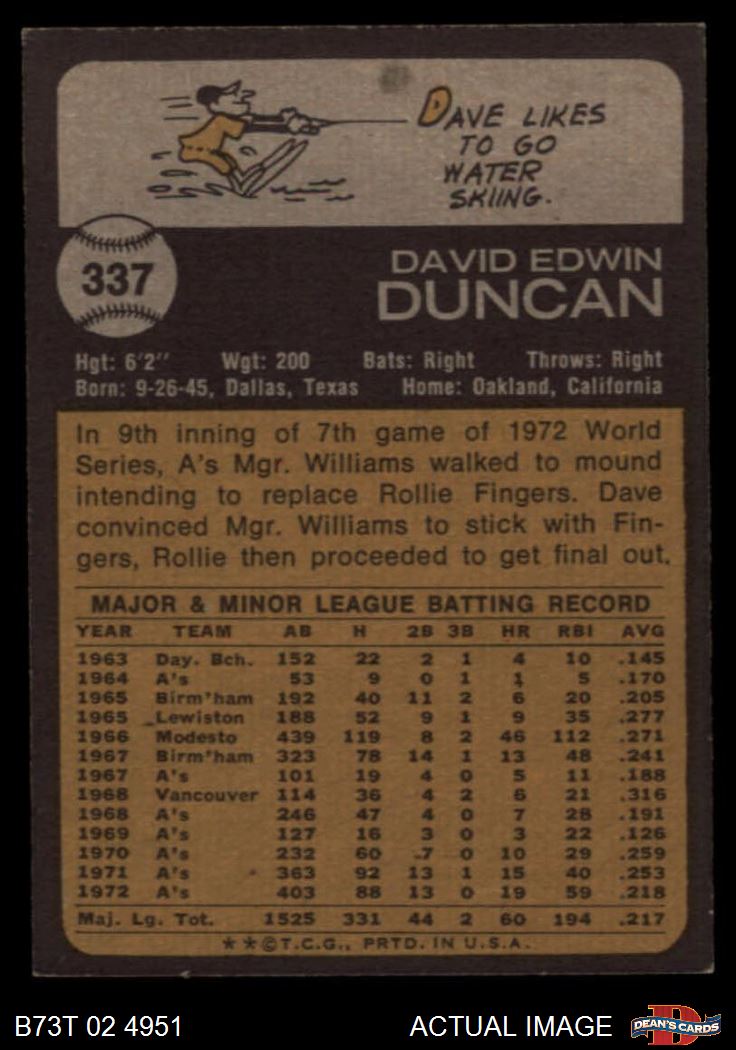 DAVE LIKES
TO GO
WATER
SKIING.
337
DAVID EDWIN
DUNCAN
Hgt: 6'2" Wgt: 200 Bats: Right Throws: Right
Born: 9-26-45, Dallas, Texas Home: Oakland, California
In 9th inning of 7th game of 1972 World
Series, A's Mgr. Williams walked to mound
intending to replace Rollie Fingers. Dave
convinced Mgr. Williams to stick with Fin-
gers, Rollie then proceeded to get final out.
MAJOR & MINOR LEAGUE BATTING RECORD
YEAR TEAM AB H 2B 3B HR RBI AVG
1963 Day. Bch. 152 22 2 1 4 10 .145
1964 A's 53 9 0 1 1 5 .170
1965 Birm'ham 192 40 11 2 6 20 .205
1965 Lewiston 188 52 9 1 9 35 .277
1966 Modesto 439 119 8 2 46 112 .271
1967 Birm'ham 323 78 14 1 13 48 .241
1967 A's 101 19 4 0 5 11 .188
1968 Vancouver 114 36 4 2 6 21 .316
1968 A's 246 47 4 0 7 28 .191
1969 A's 127 16 3 0 3 22 .126
1970 A's 232 60 7 0 10 29 .259
1971 A's 363 92 13 1 15 40 .253
1972 A's 403 88 13 0 19 59 .218
Maj. Lg. Tot. 1525 331 44 2 60 194 .217
**©T.C.G., PRTD. IN U.S.A.
B73T 02 4951 ACTUAL IMAGE
D
DEAN'S CARDS